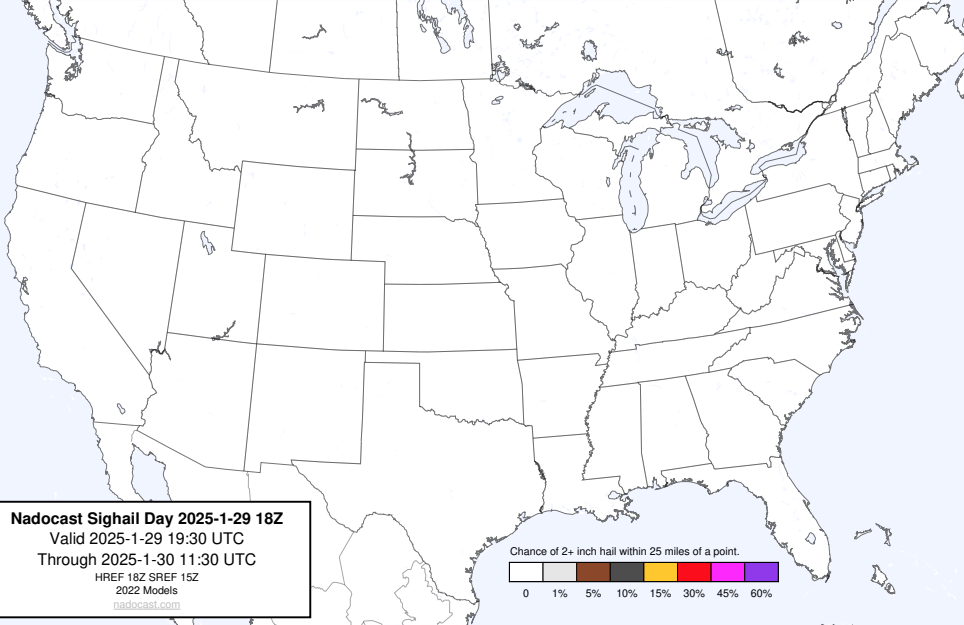 Nadocast Sighail Day 2025-1-29 18Z
Valid 2025-1-29 19:30 UTC
Through 2025-1-30 11:30 UTC
HREF 18Z SREF 15Z
2022 Models
nadocast.com
Chance of 2+ inch hail within 25 miles of a point.
0 1% 5% 10% 15% 30% 45% 60%